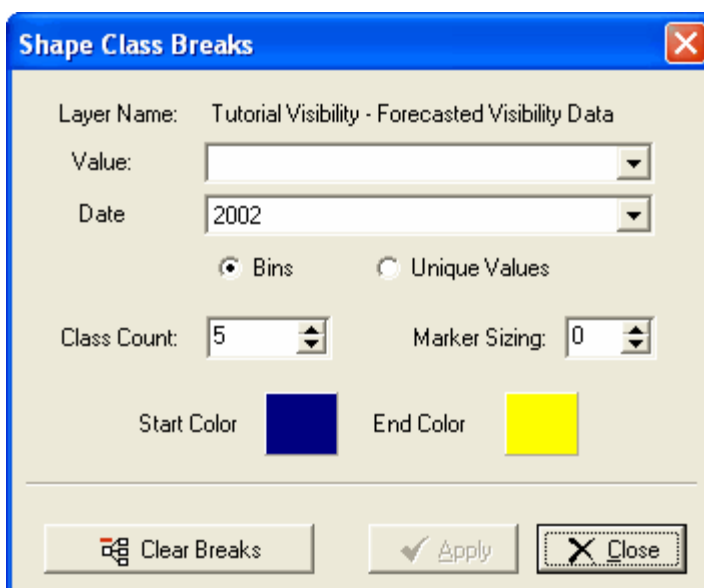 Shape Class Breaks
Layer Name: Tutorial Visibility - Forecasted Visibility Data
Value:
Date 2002
Bins Unique Values
Class Count: 5 Marker Sizing: 0
Start Color End Color
Clear Breaks Apply Close